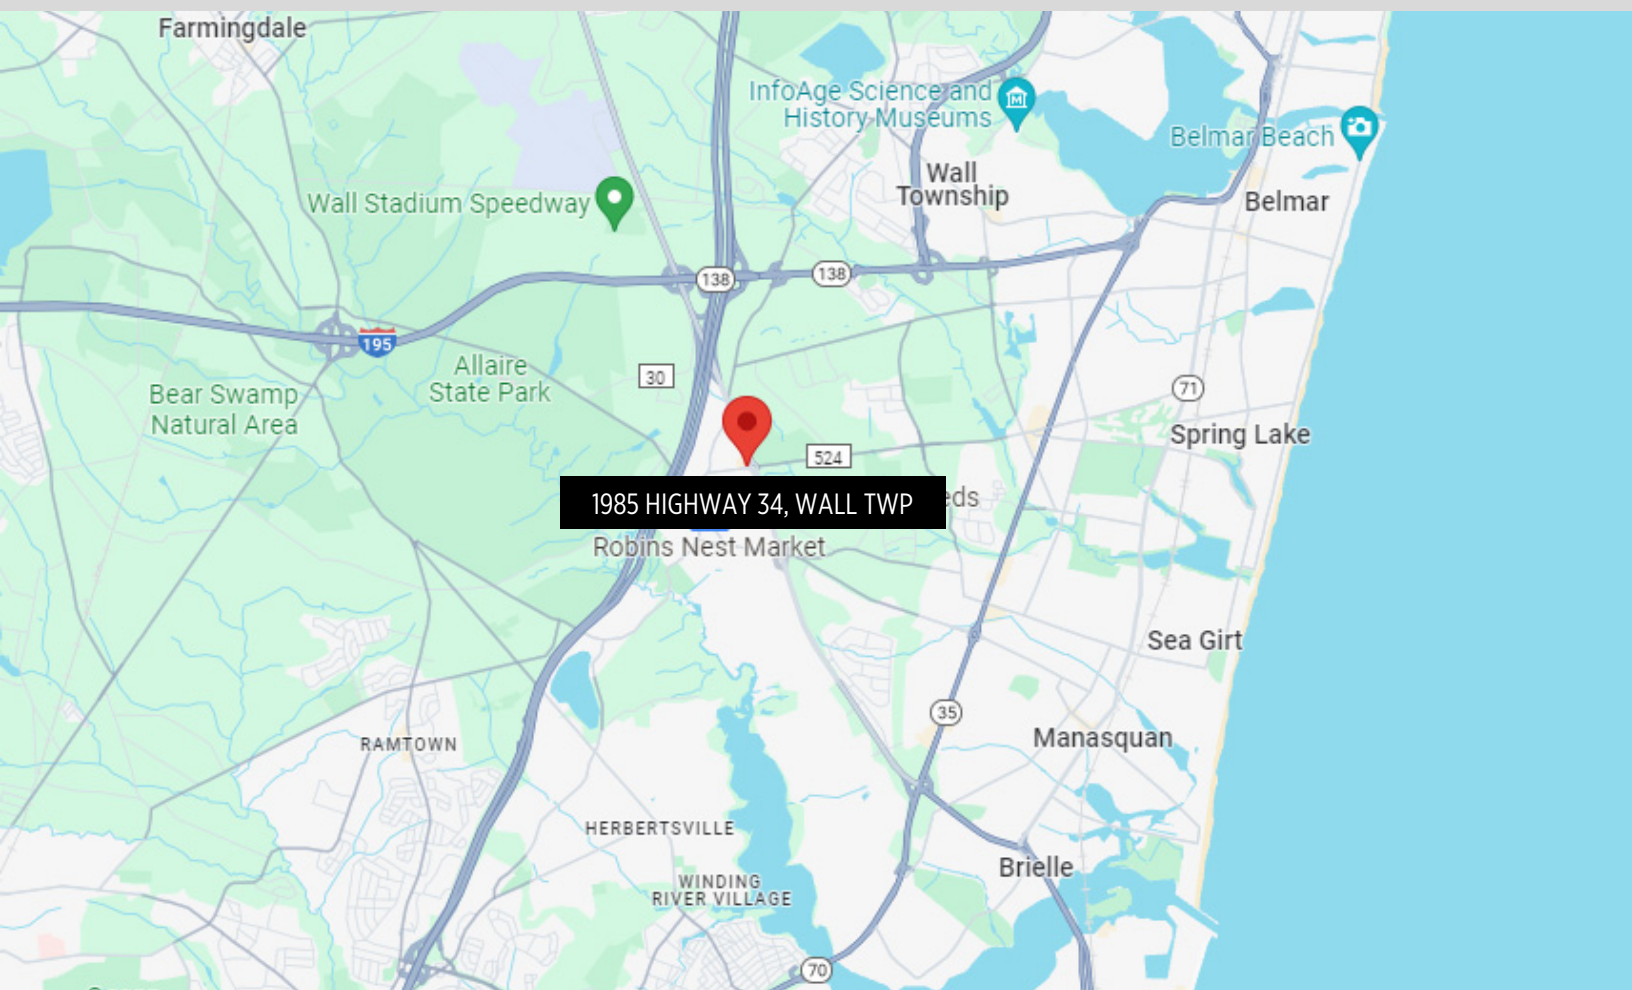 Farmingdale
InfoAge Science and
History Museums
Belmar Beach
Wall
Township
Belmar
Wall Stadium Speedway
138
138
195
Allaire
State Park
30
Bear Swamp
Natural Area
71
Spring Lake
524
1985 HIGHWAY 34, WALL TWP
eds
Robins Nest Market
Sea Girt
35
Manasquan
RAMTOWN
HERBERTSVILLE
Brielle
WINDING
RIVER VILLAGE
70